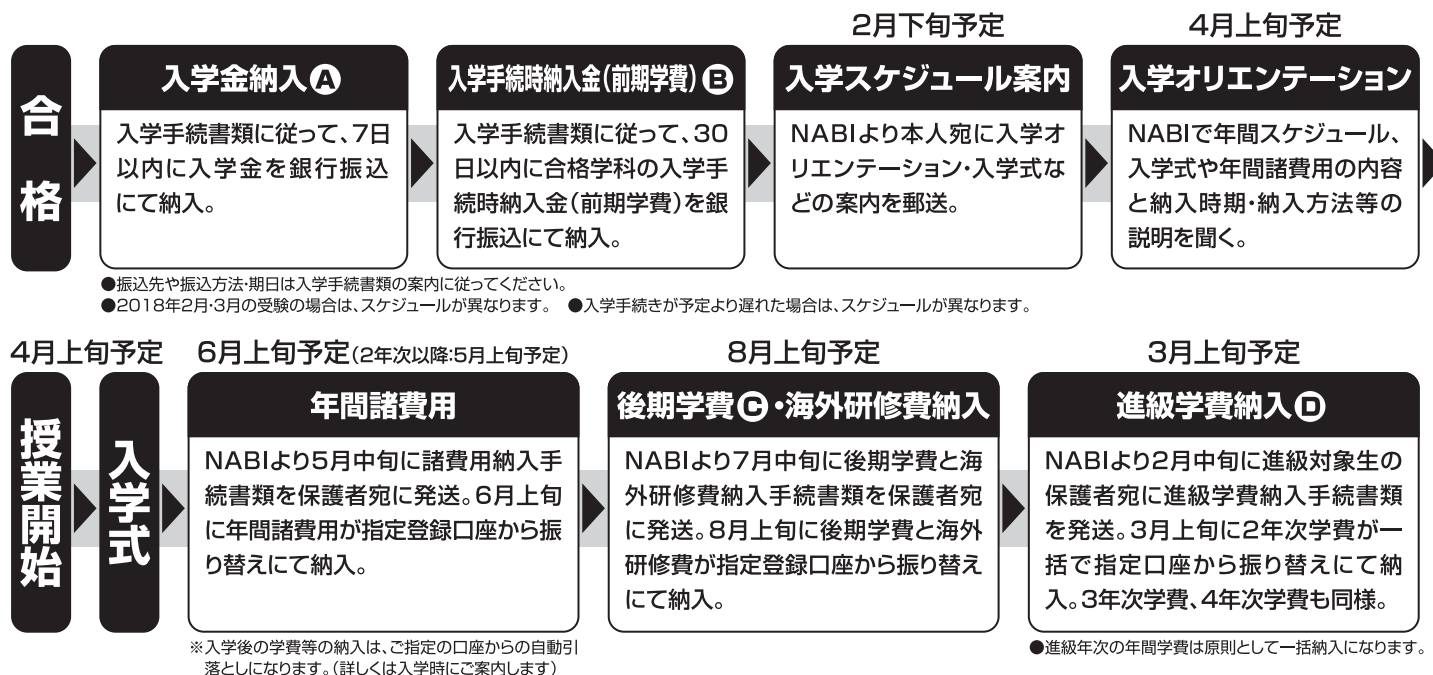 合格
入学金納入Ⓐ
入学手続書類に従って、7日
以内に入学金を銀行振込
にて納入。
入学手続時納入金(前期学費)Ⓑ
入学手続書類に従って、30
日以内に合格学科の入学手
続時納入金(前期学費)を銀
行振込にて納入。
2月下旬予定
入学スケジュール案内
NABIより本人宛に入学オ
リエンテーション・入学式な
どの案内を郵送。
4月上旬予定
入学オリエンテーション
NABIで年間スケジュール、
入学式や年間諸費用の内容
と納入時期・納入方法等の
説明を聞く。
●振込先や振込方法・期日は入学手続書類の案内に従ってください。
●2018年2月・3月の受験の場合は、スケジュールが異なります。 ●入学手続きが予定より遅れた場合は、スケジュールが異なります。
4月上旬予定
授業開始
入学式
6月上旬予定(2年次以降:5月上旬予定)
年間諸費用
NABIより5月中旬に諸費用納入手
続書類を保護者宛に発送。6月上旬
に年間諸費用が指定登録口座から振
り替えにて納入。
※入学後の学費等の納入は、ご指定の口座からの自動引
落としになります。(詳しくは入学時にご案内します)
8月上旬予定
後期学費Ⓒ・海外研修費納入
NABIより7月中旬に後期学費と海
外研修費納入手続書類を保護者宛
に発送。8月上旬に後期学費と海外
研修費が指定登録口座から振り替え
にて納入。
3月上旬予定
進級学費納入Ⓓ
NABIより2月中旬に進級対象生の
保護者宛に進級学費納入手続書類
を発送。3月上旬に2年次学費が一
括で指定口座から振り替えにて納
入。3年次学費、4年次学費も同様。
●進級年次の年間学費は原則として一括納入になります。